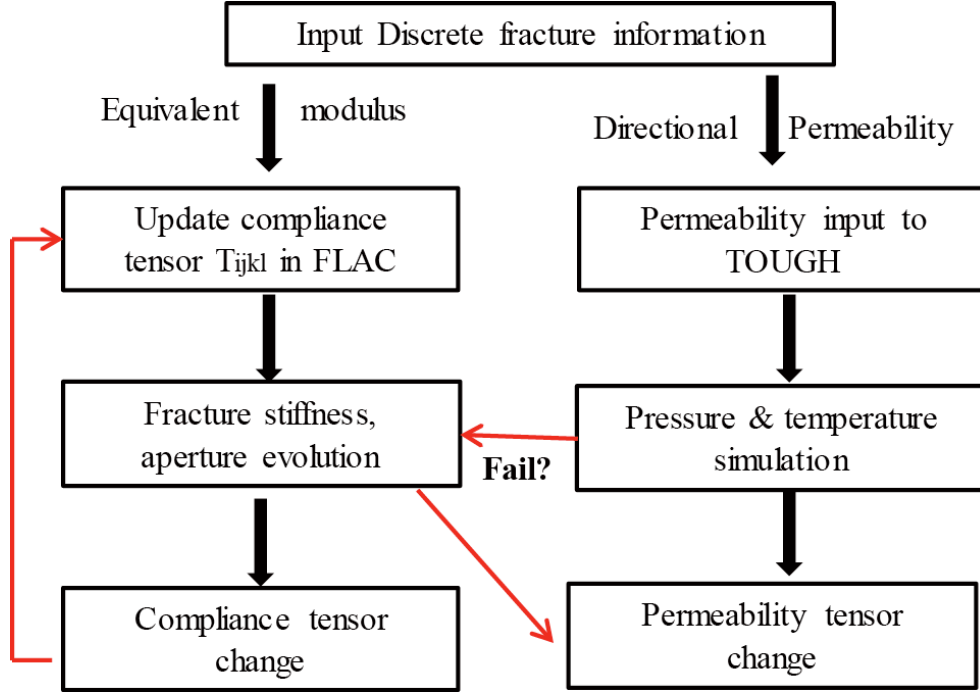 Input Discrete fracture information
Equivalent modulus
Directional Permeability
Update compliance
tensor Tijkl in FLAC
Permeability input to
TOUGH
Fracture stiffness,
aperture evolution
Fail?
Pressure & temperature
simulation
Compliance tensor
change
Permeability tensor
change